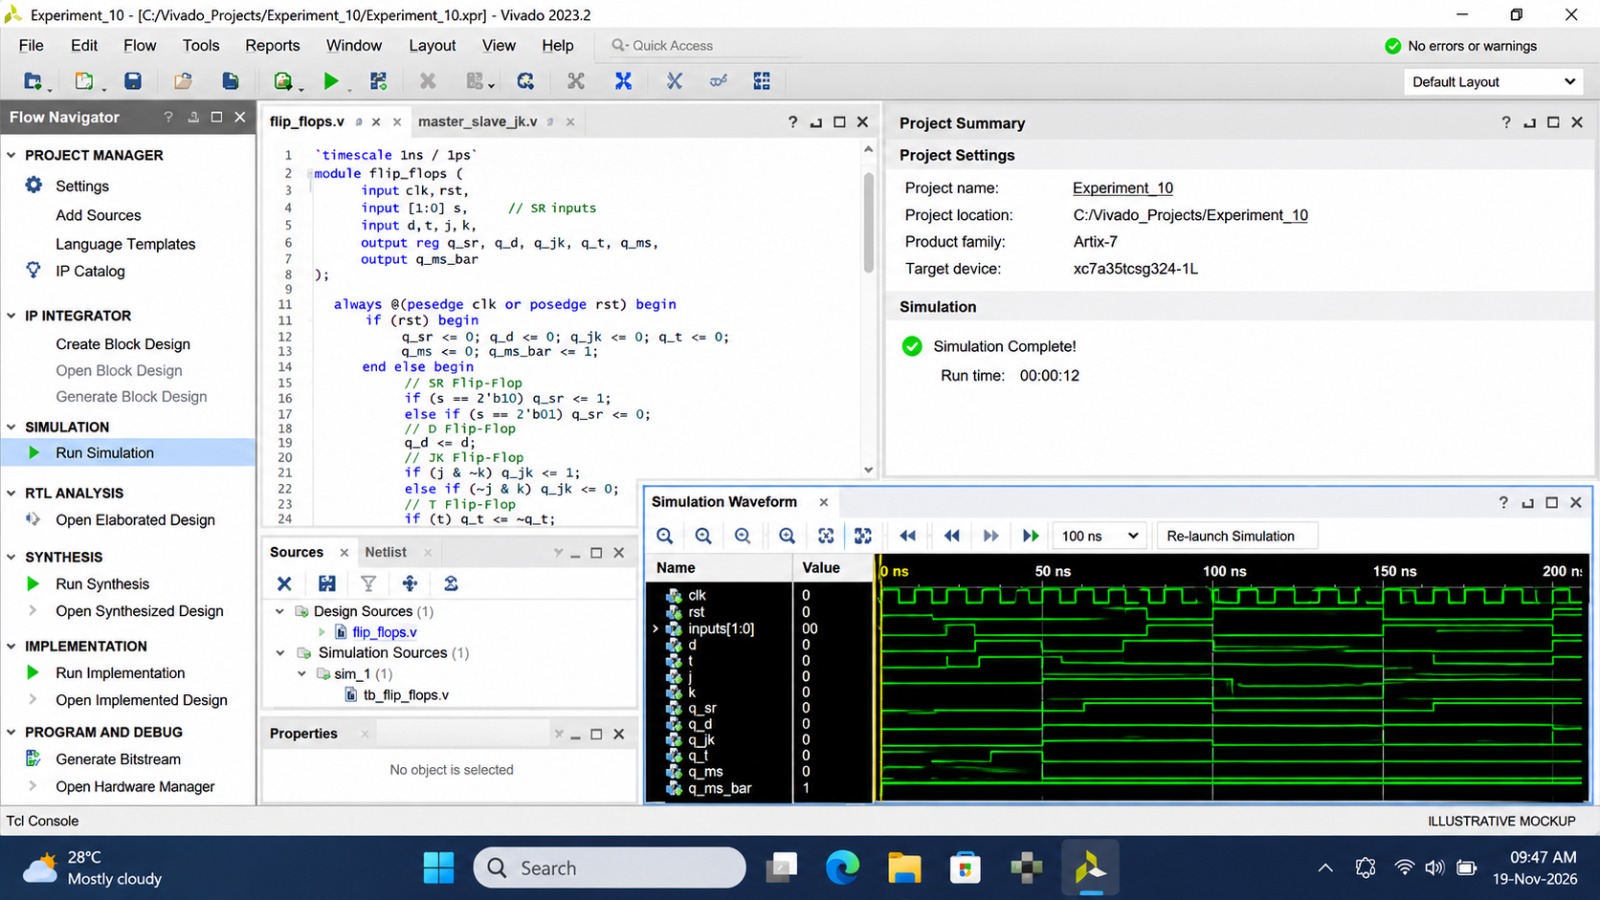 Experiment_10 - [C:/Vivado_Projects/Experiment_10/Experiment_10.xpr] - Vivado 2023.2
File Edit Flow Tools Reports Window Layout View Help Quick Access
No errors or warnings
Default Layout
Flow Navigator
PROJECT MANAGER
Settings
Add Sources
Language Templates
IP Catalog
IP INTEGRATOR
Create Block Design
Open Block Design
Generate Block Design
SIMULATION
Run Simulation
RTL ANALYSIS
Open Elaborated Design
SYNTHESIS
Run Synthesis
Open Synthesized Design
IMPLEMENTATION
Run Implementation
Open Implemented Design
PROGRAM AND DEBUG
Generate Bitstream
Open Hardware Manager
flip_flops.v master_slave_jk.v
1 `timescale 1ns / 1ps`
2 module flip_flops (
3 input clk, rst,
4 input [1:0] s, // SR inputs
5 input d, t, j, k,
6 output reg q_sr, q_d, q_jk, q_t, q_ms,
7 output q_ms_bar
8 );
9
11 always @(pesedge clk or posedge rst) begin
11 if (rst) begin
12 q_sr <= 0; q_d <= 0; q_jk <= 0; q_t <= 0;
13 q_ms <= 0; q_ms_bar <= 1;
14 end else begin
15 // SR Flip-Flop
16 if (s == 2'b10) q_sr <= 1;
17 else if (s == 2'b01) q_sr <= 0;
18 // D Flip-Flop
19 q_d <= d;
20 // JK Flip-Flop
21 if (j & ~k) q_jk <= 1;
22 else if (~j & k) q_jk <= 0;
23 // T Flip-Flop
24 if (t) q_t <= ~q_t;
Project Summary
Project Settings
Project name: Experiment_10
Project location: C:/Vivado_Projects/Experiment_10
Product family: Artix-7
Target device: xc7a35tcsg324-1L
Simulation
Simulation Complete!
Run time: 00:00:12
Sources Netlist
Design Sources (1)
flip_flops.v
Simulation Sources (1)
sim_1 (1)
tb_flip_flops.v
Properties
No object is selected
Simulation Waveform
100 ns Re-launch Simulation
Name Value 0 ns 50 ns 100 ns 150 ns 200 n
clk 0
rst 0
inputs[1:0] 00
d 0
t 0
j 0
k 0
q_sr 0
q_d 0
q_jk 0
q_t 0
q_ms 0
q_ms_bar 1
Tcl Console
ILLUSTRATIVE MOCKUP
28°C
Mostly cloudy
Search
09:47 AM
19-Nov-2026